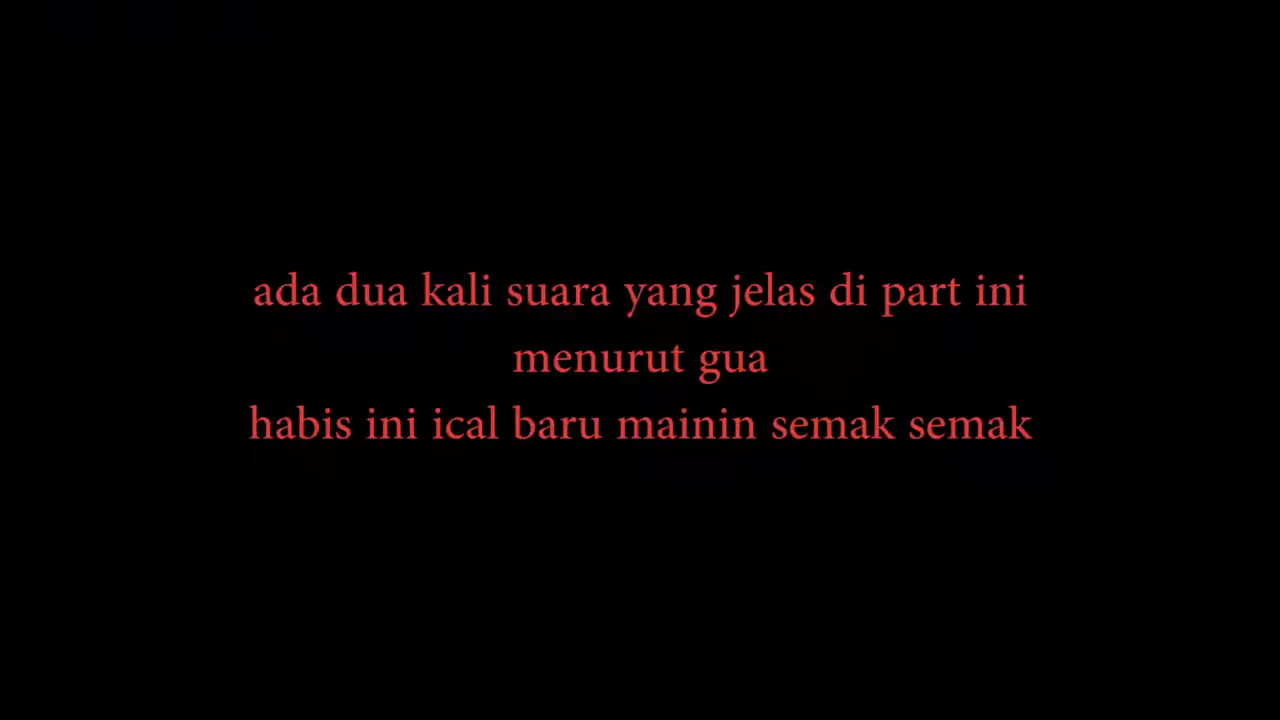 ada dua kali suara yang jelas di part ini
menurut gua
habis ini ical baru mainin semak semak